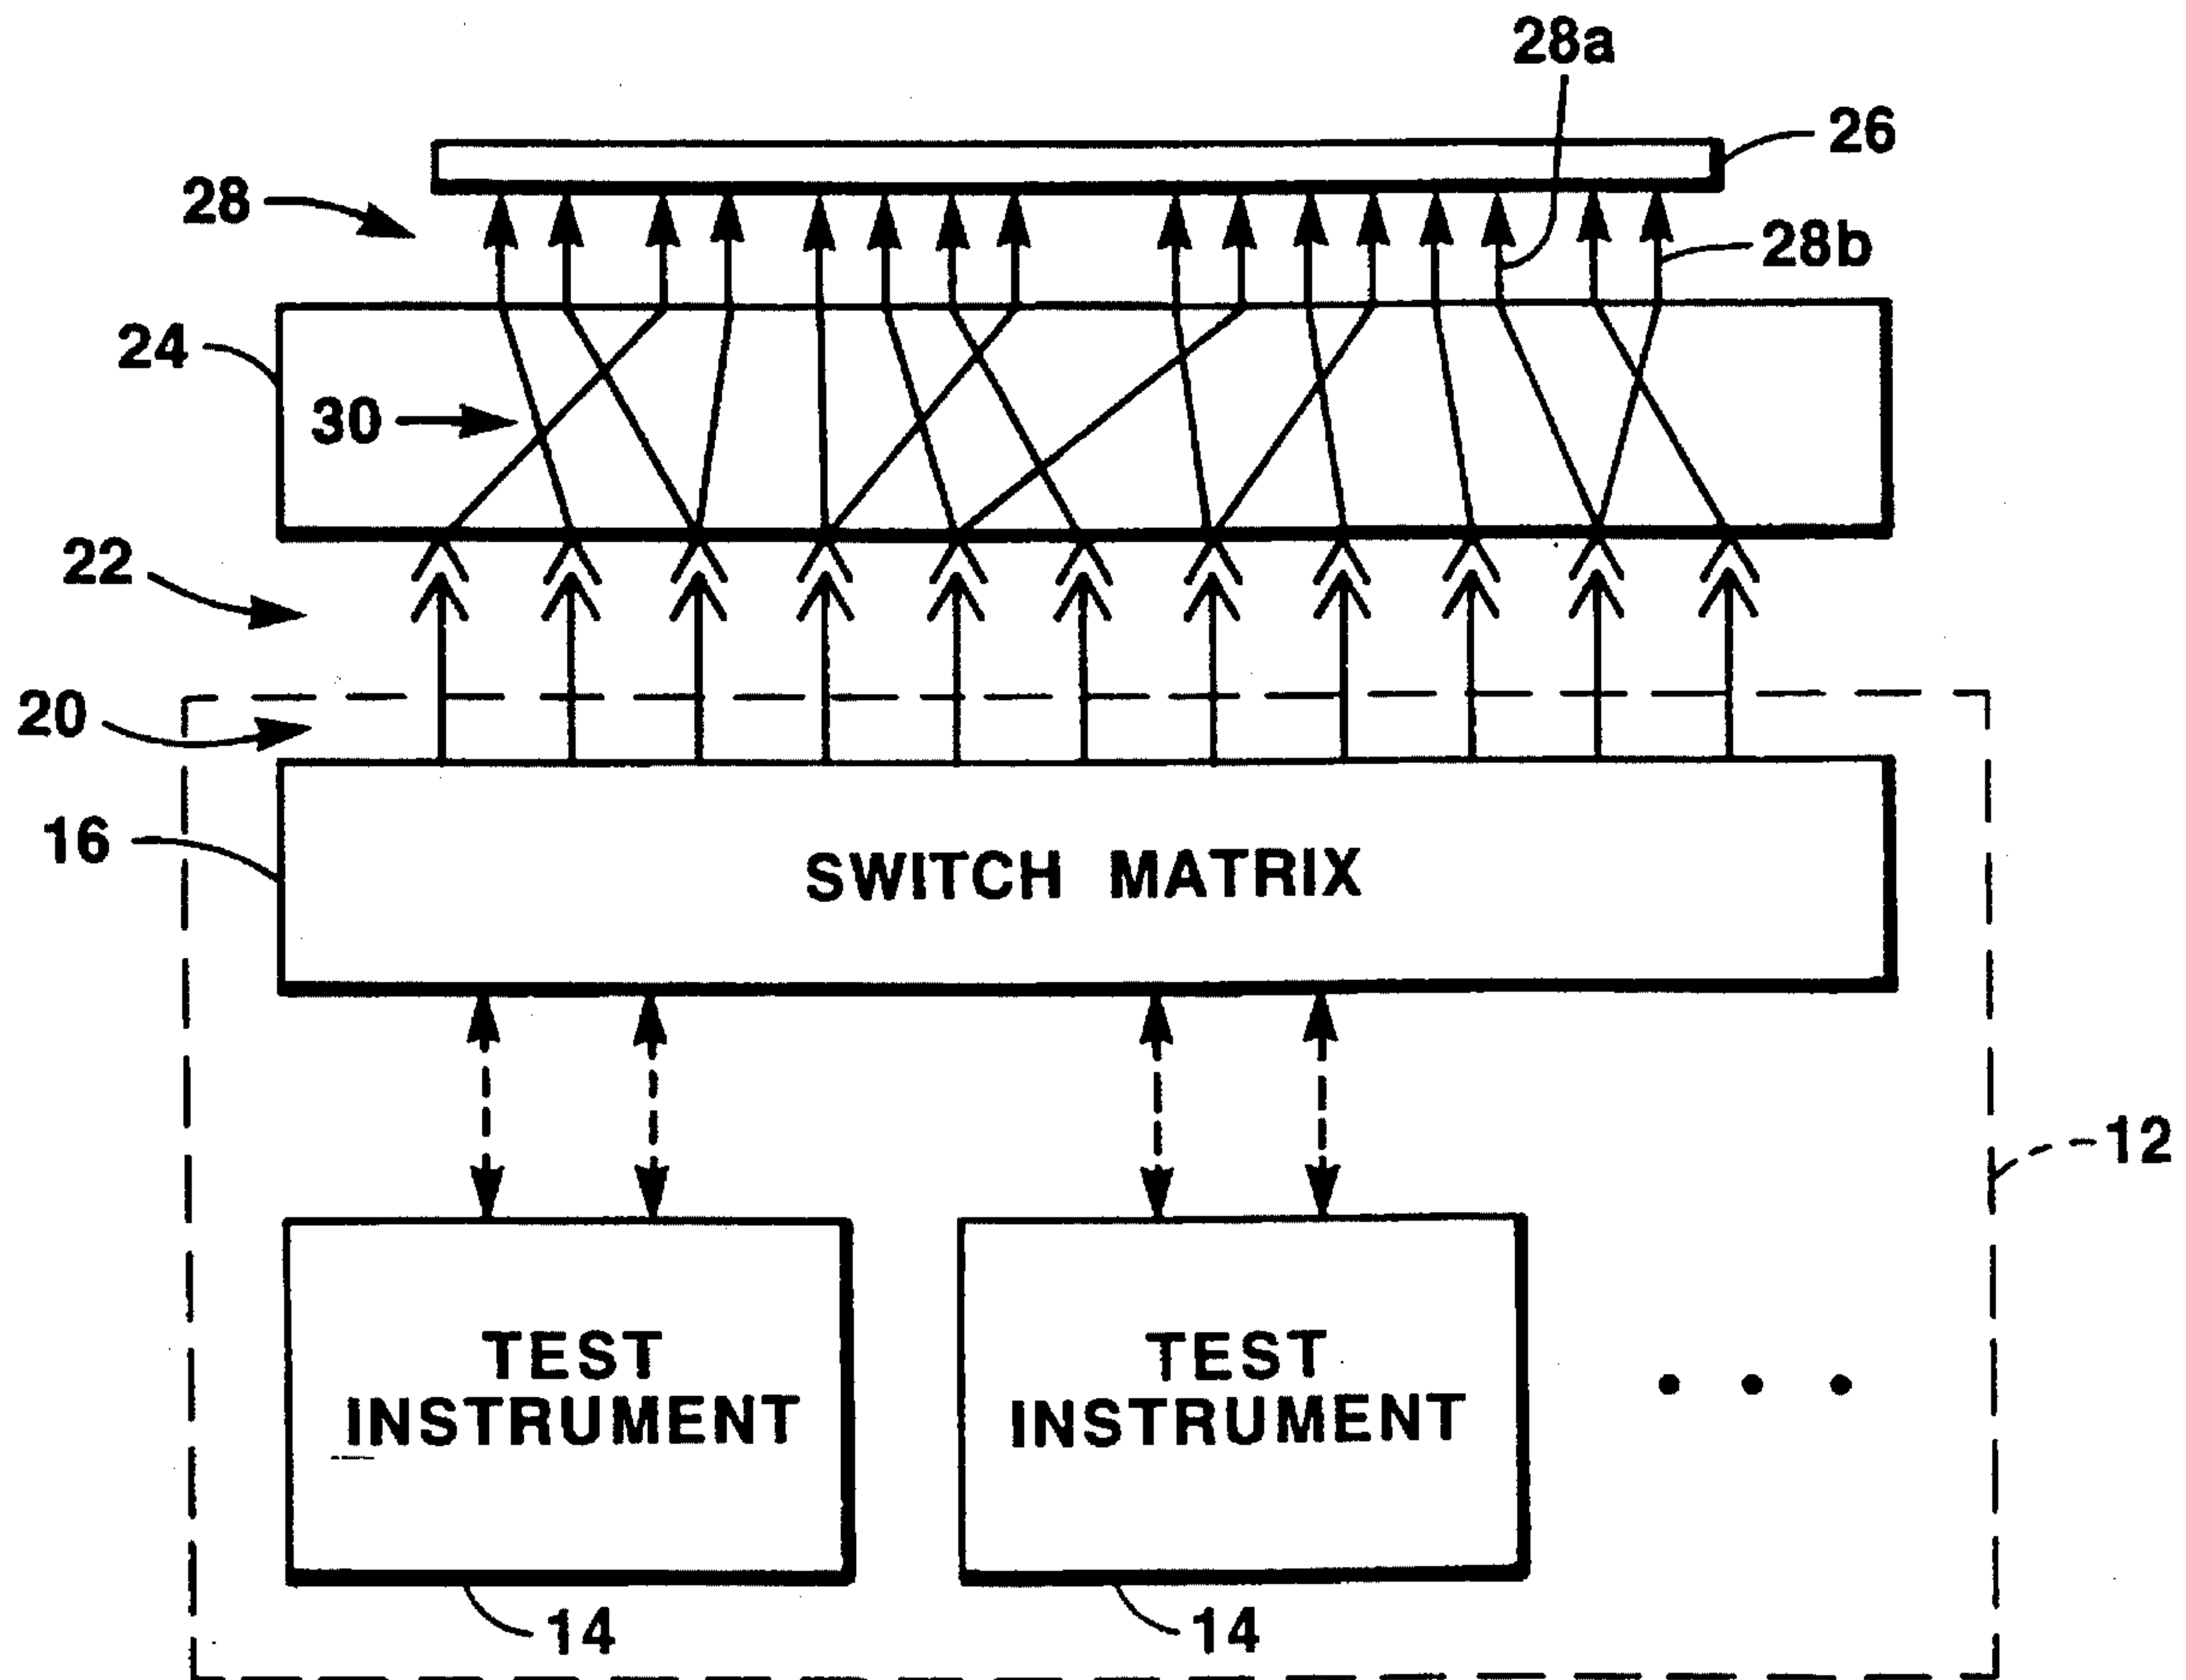 28a
26
28
28b
24
30
22
20
16
SWITCH MATRIX
12
TEST
INSTRUMENT
TEST
INSTRUMENT
14
14